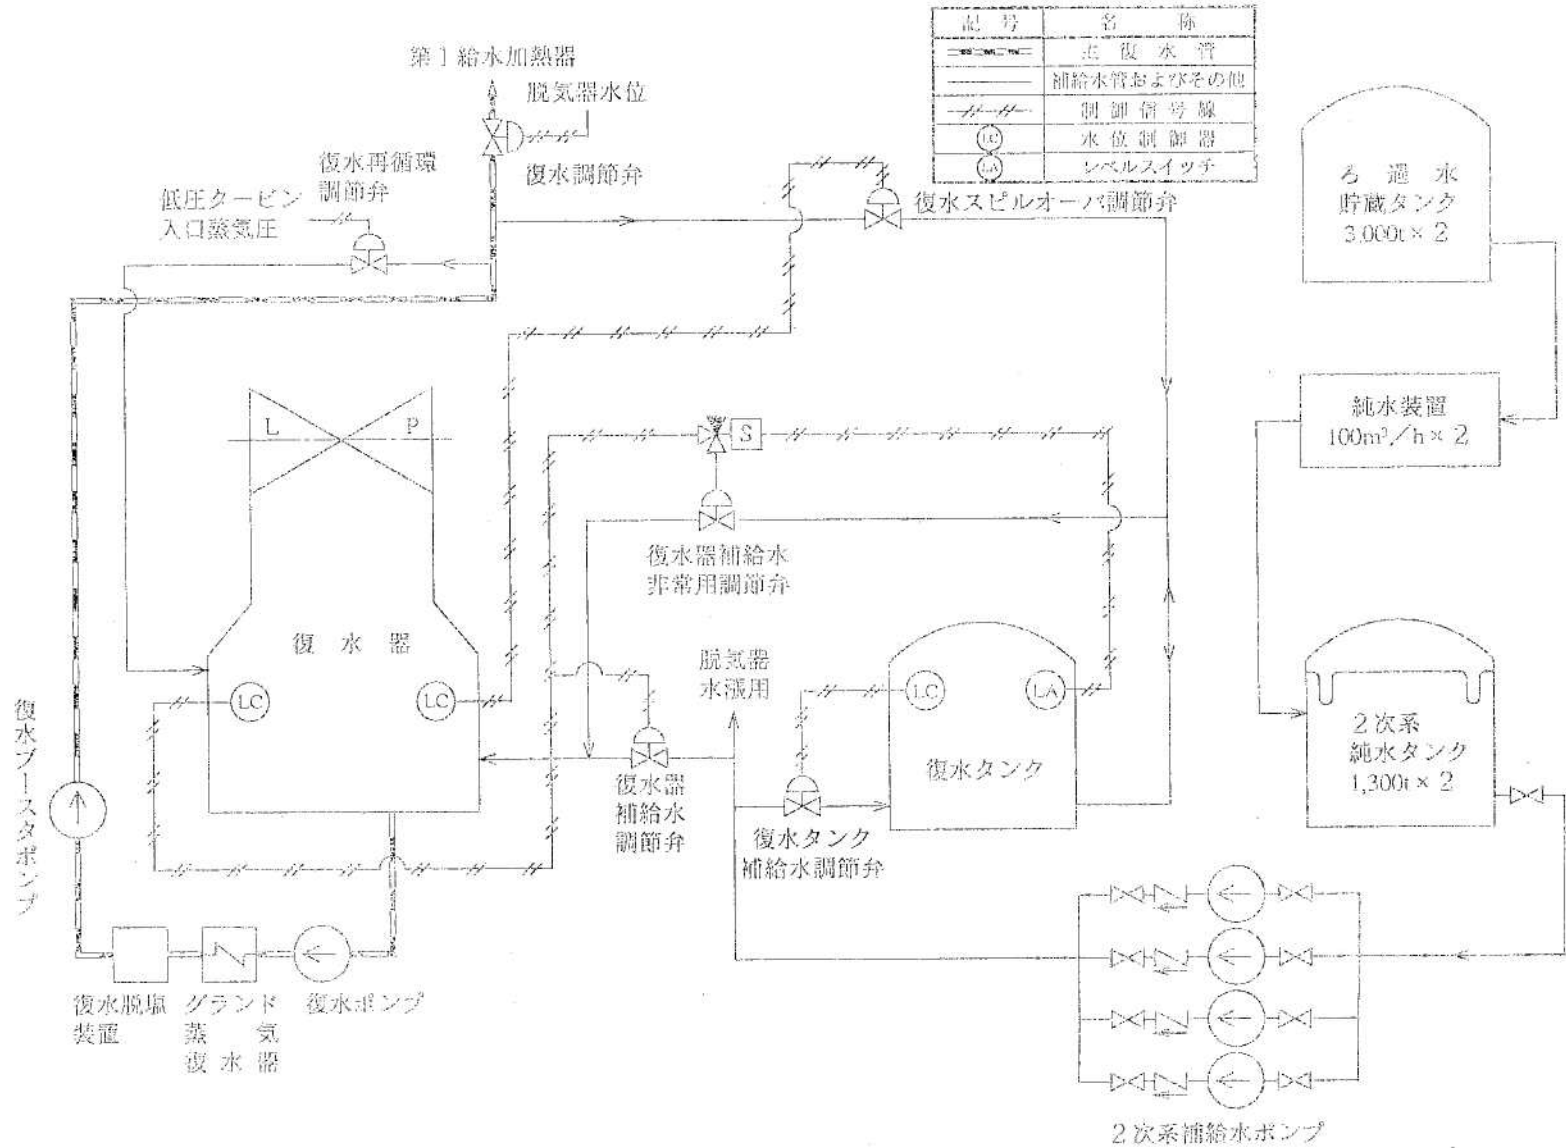 記号 名称
主復水管
補給水管およびその他
制御信号線
LC 水位制御器
LA レベルスイッチ
第1給水加熱器
脱気器水位
復水調節弁
復水再循環
調節弁
低圧タービン
入口蒸気圧
復水スピルオーバ調節弁
ろ過水
貯蔵タンク
3,000t×2
純水装置
100m³/h×2
L P
S
復水器補給水
非常用調節弁
復水器
LC
LC
脱気器
水漲用
LC
LA
復水タンク
2次系
純水タンク
1,300t×2
復水ブースタポンプ
復水器
補給水
調節弁
復水タンク
補給水調節弁
復水脱塩
装置
グランド
蒸気
復水器
復水ポンプ
2次系補給水ポンプ